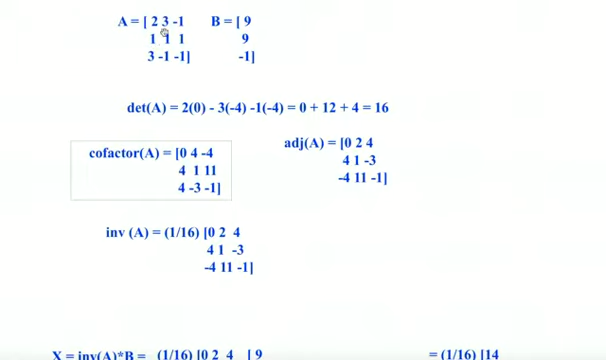 A = [ 2 3 -1 B = [ 9
1 1 1 9
3 -1 -1] -1]
det(A) = 2(0) - 3(-4) -1(-4) = 0 + 12 + 4 = 16
cofactor(A) = [0 4 -4
4 1 11
4 -3 -1]
adj(A) = [0 2 4
4 1 -3
-4 11 -1]
inv (A) = (1/16) [0 2 4
4 1 -3
-4 11 -1]
X = inv(A)*B = (1/16) [0 2 4 [ 9 = (1/16) [14